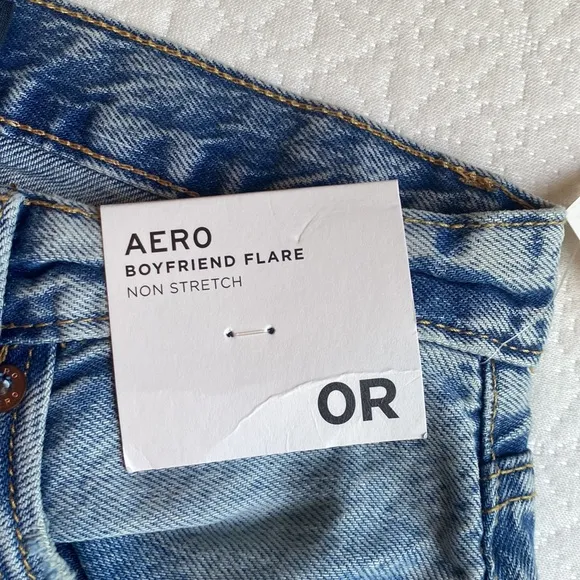 AERO
BOYFRIEND FLARE
NON STRETCH
OR